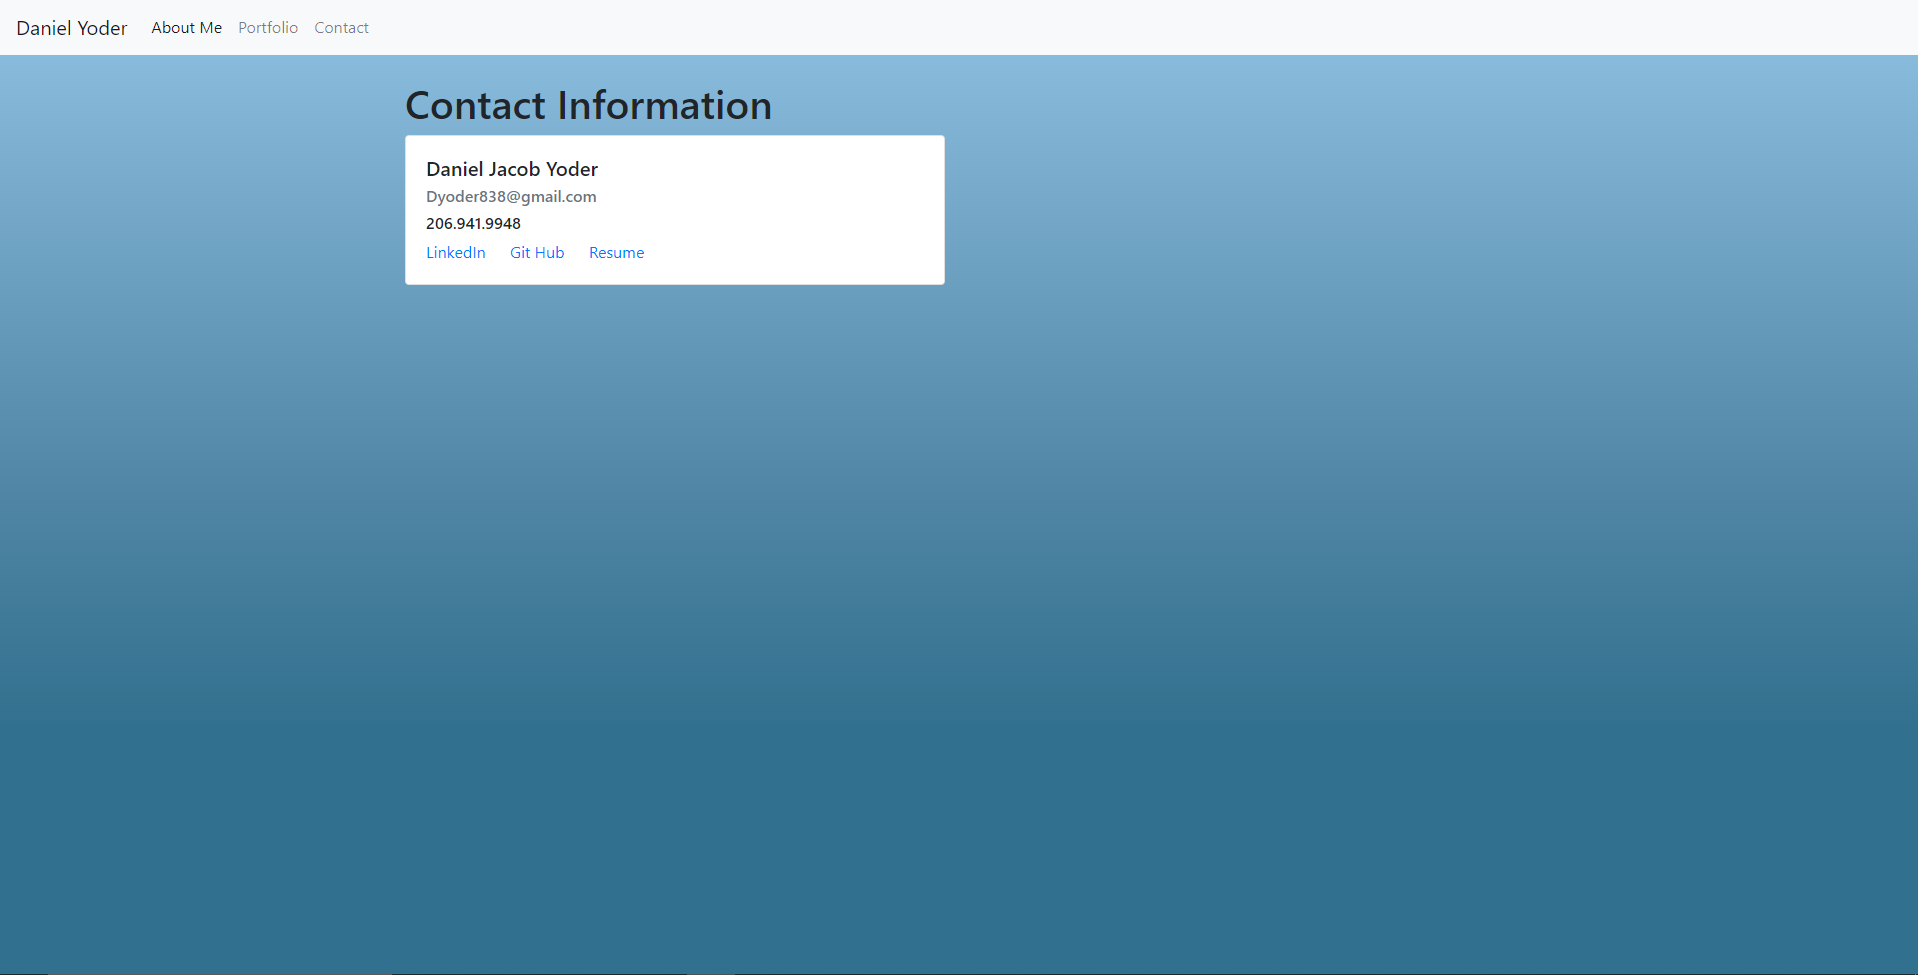 Daniel Yoder About Me Portfolio Contact
Contact Information
Daniel Jacob Yoder
Dyoder838@gmail.com
206.941.9948
LinkedIn Git Hub Resume